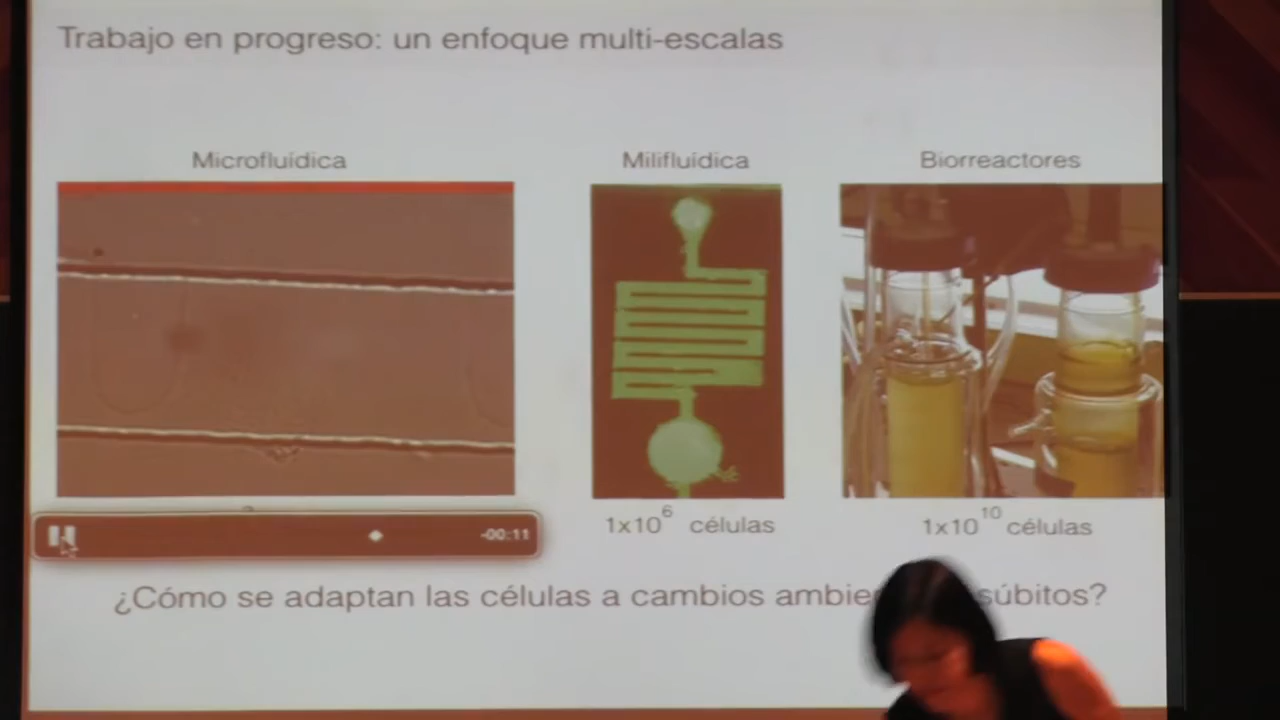 Trabajo en progreso: un enfoque multi-escalas
Microfluídica
Milifluídica
Biorreactores
-00:11
1x10⁶ células
1x10¹⁰ células
¿Cómo se adaptan las células a cambios súbitos?